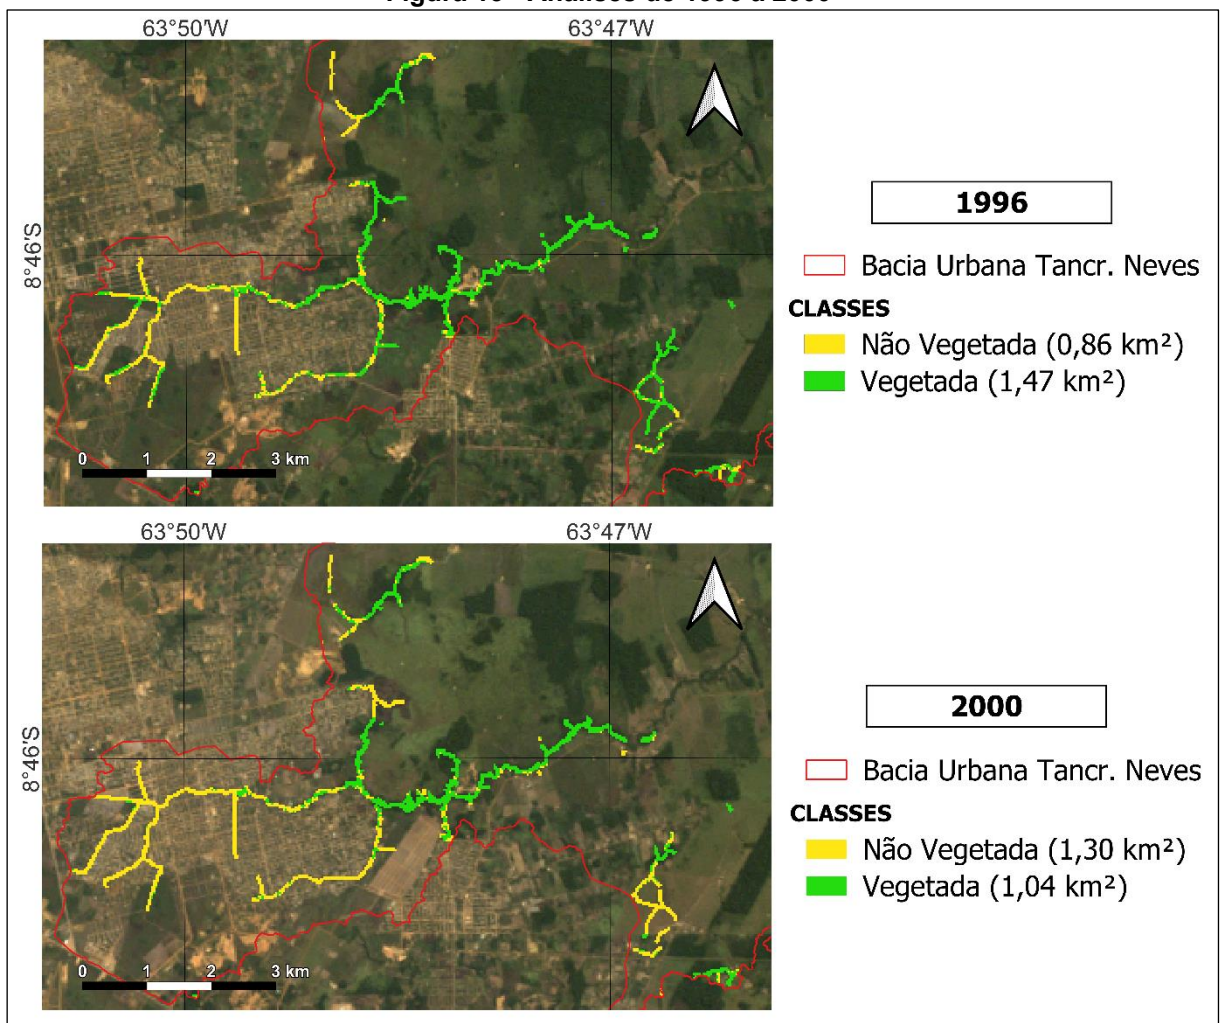 63°50'W 63°47'W
8°46'S
1996
Bacia Urbana Tancr. Neves
CLASSES
Não Vegetada (0,86 km²)
Vegetada (1,47 km²)
0 1 2 3 km
63°50'W 63°47'W
8°46'S
2000
Bacia Urbana Tancr. Neves
CLASSES
Não Vegetada (1,30 km²)
Vegetada (1,04 km²)
0 1 2 3 km